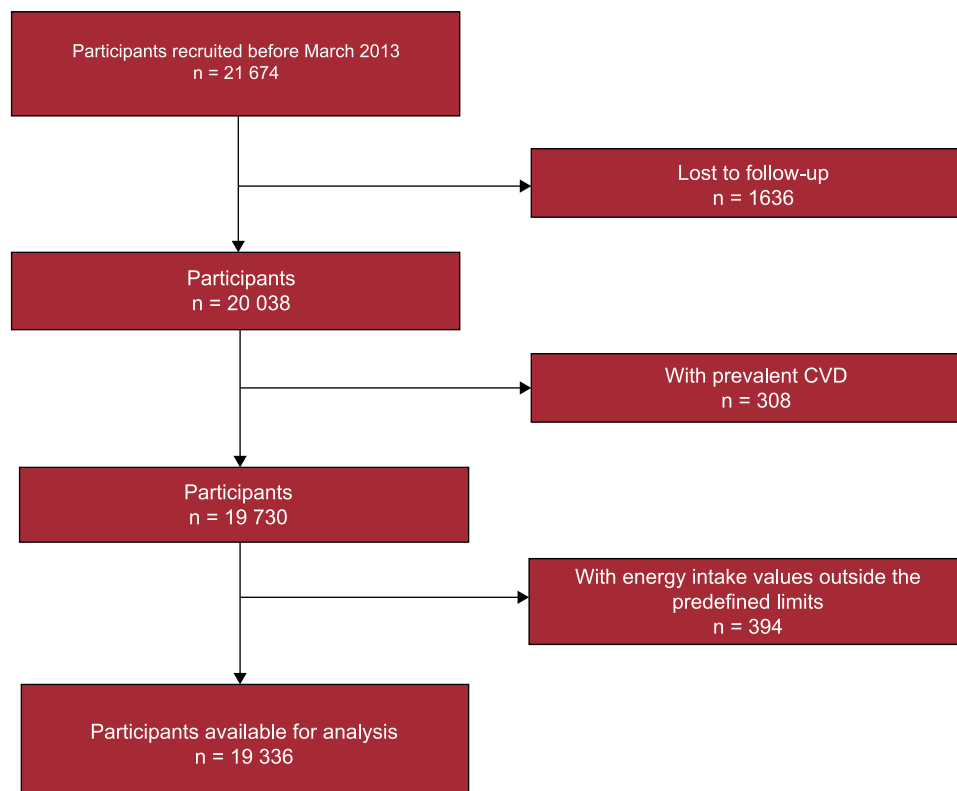 Participants recruited before March 2013
n = 21 674
Lost to follow-up
n = 1636
Participants
n = 20 038
With prevalent CVD
n = 308
Participants
n = 19 730
With energy intake values outside the
predefined limits
n = 394
Participants available for analysis
n = 19 336